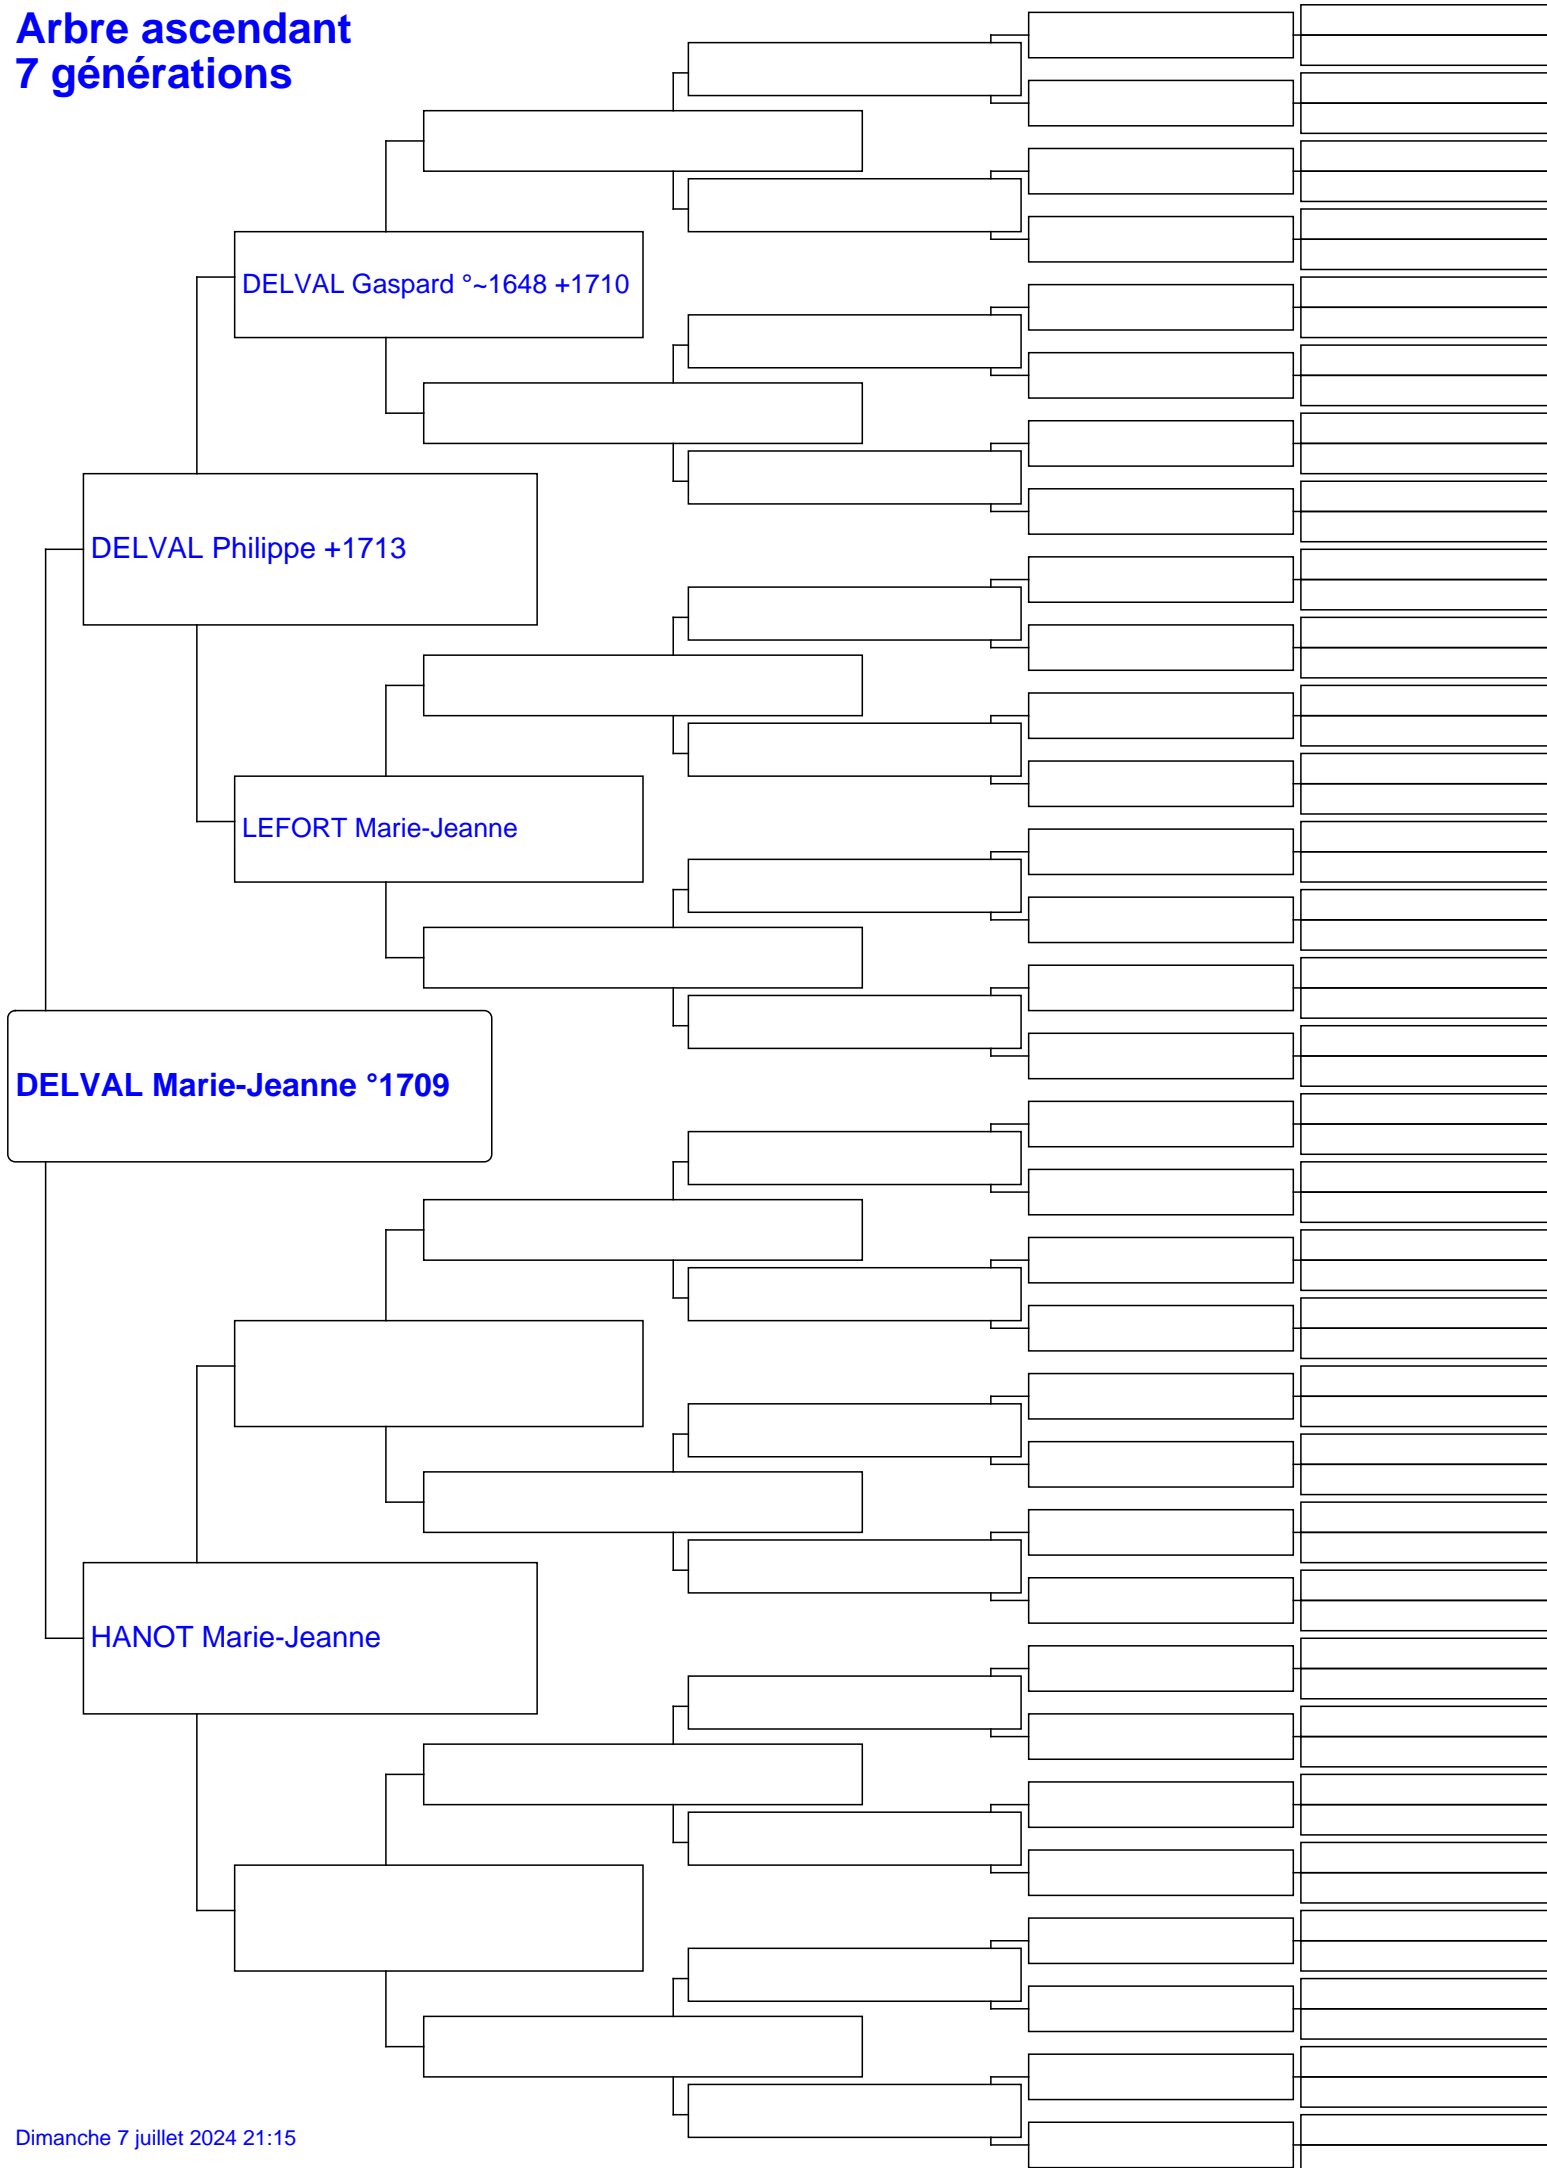 Arbre ascendant
7 générations
DELVAL Gaspard °~1648 +1710
DELVAL Philippe +1713
LEFORT Marie-Jeanne
DELVAL Marie-Jeanne °1709
HANOT Marie-Jeanne
Dimanche 7 juillet 2024 21:15